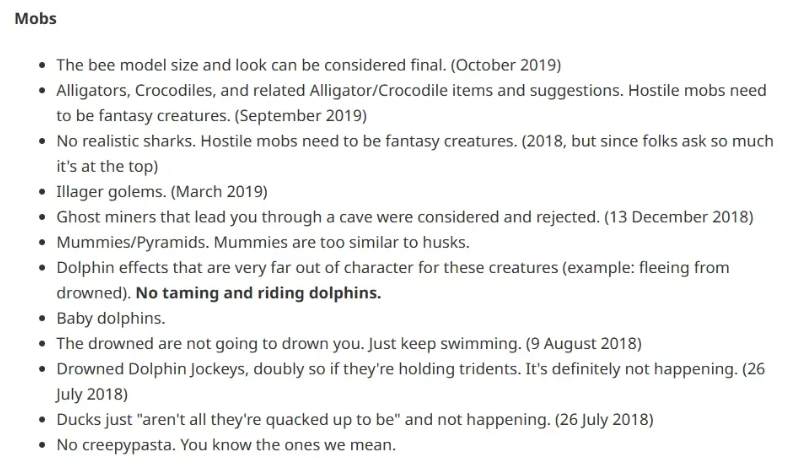 Mobs
The bee model size and look can be considered final. (October 2019)
Alligators, Crocodiles, and related Alligator/Crocodile items and suggestions. Hostile mobs need
to be fantasy creatures. (September 2019)
No realistic sharks. Hostile mobs need to be fantasy creatures. (2018, but since folks ask so much
it's at the top)
Illager golems. (March 2019)
Ghost miners that lead you through a cave were considered and rejected. (13 December 2018)
Mummies/Pyramids. Mummies are too similar to husks.
Dolphin effects that are very far out of character for these creatures (example: fleeing from
drowned). No taming and riding dolphins.
Baby dolphins.
The drowned are not going to drown you. Just keep swimming. (9 August 2018)
Drowned Dolphin Jockeys, doubly so if they're holding tridents. It's definitely not happening. (26
July 2018)
Ducks just "aren't all they're quacked up to be" and not happening. (26 July 2018)
No creepypasta. You know the ones we mean.